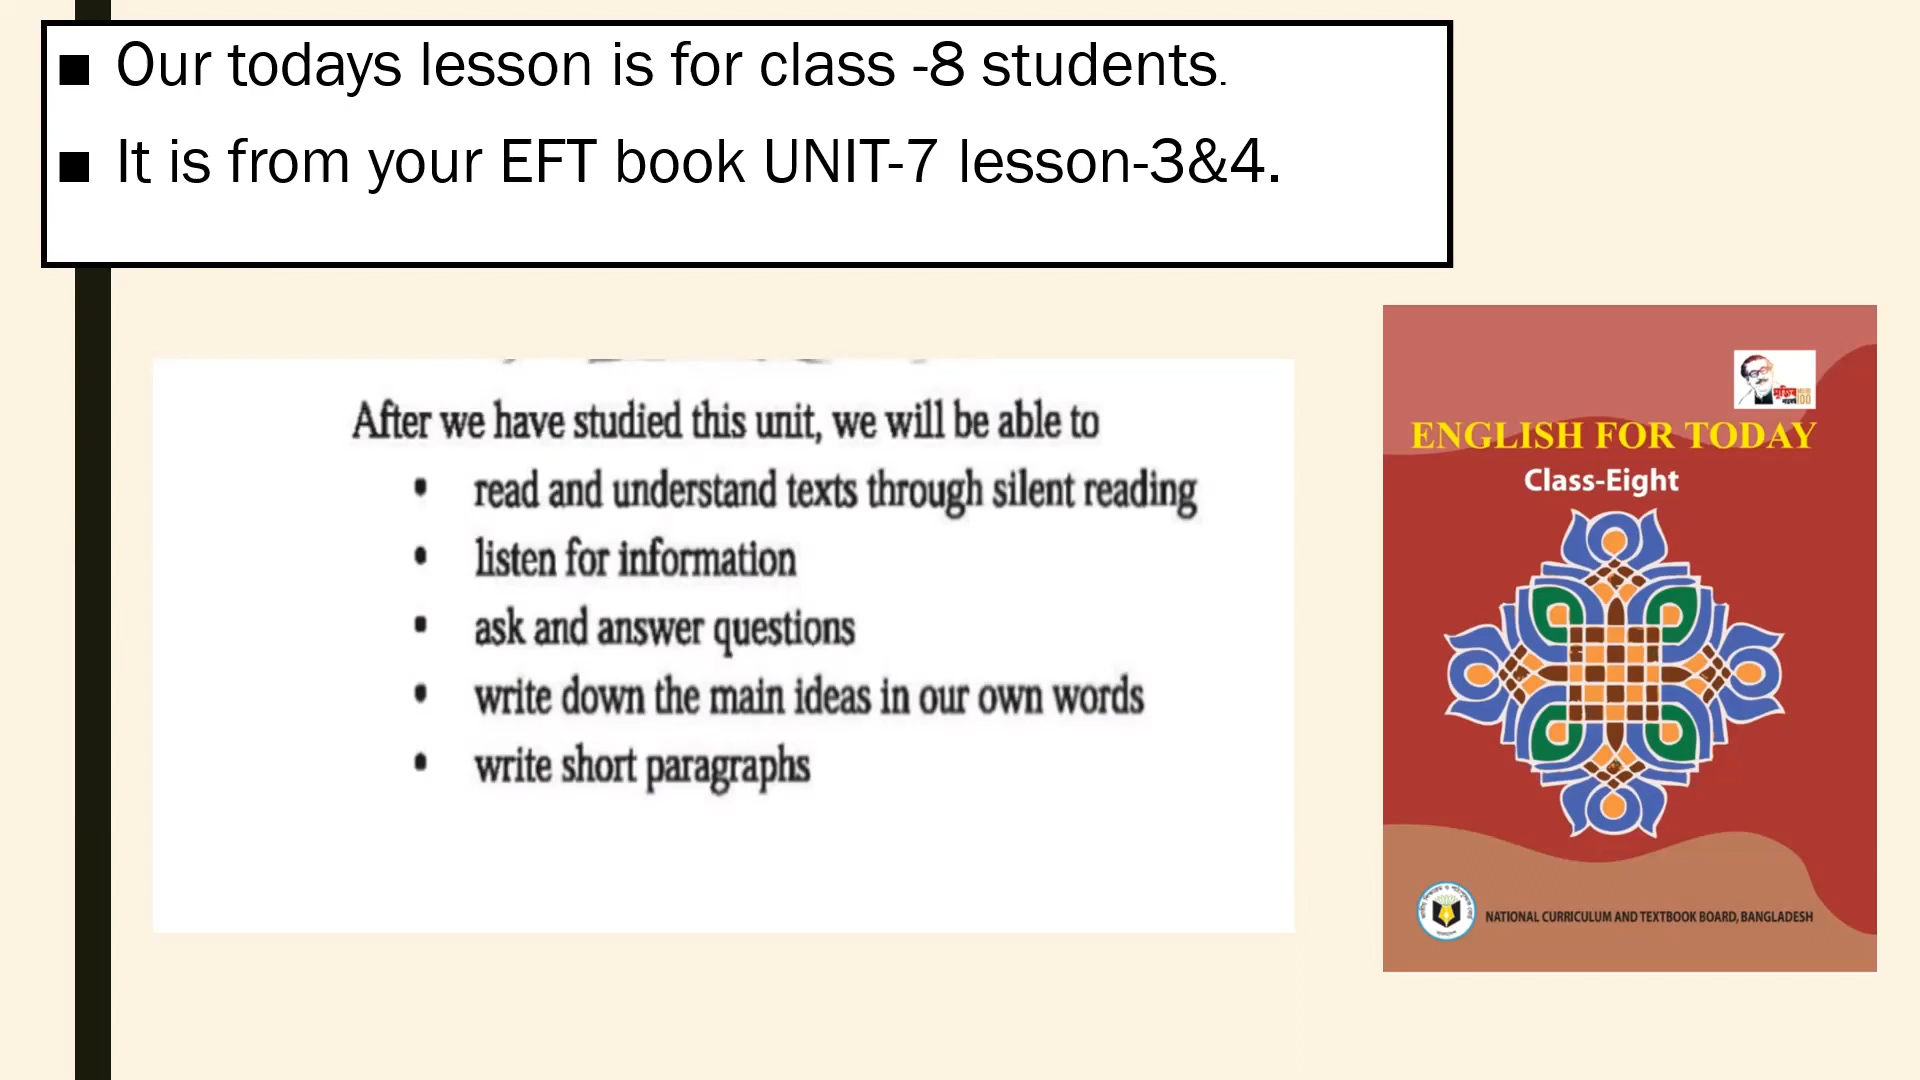 ■ Our todays lesson is for class -8 students.
■ It is from your EFT book UNIT-7 lesson-3&4.
After we have studied this unit, we will be able to
• read and understand texts through silent reading
• listen for information
• ask and answer questions
• write down the main ideas in our own words
• write short paragraphs
ENGLISH FOR TODAY
Class-Eight
NATIONAL CURRICULUM AND TEXTBOOK BOARD, BANGLADESH